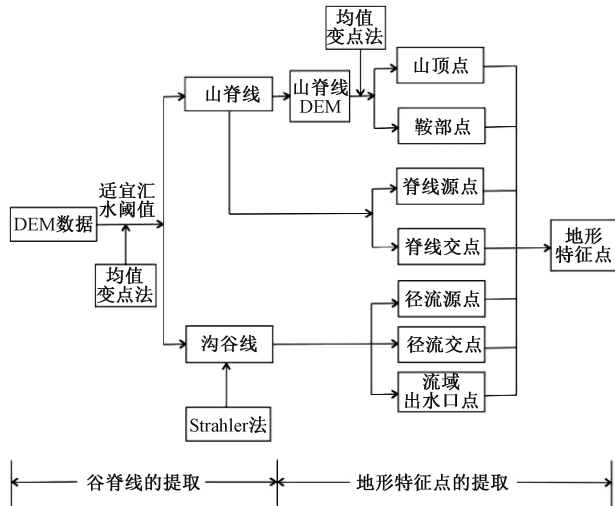 均值
变点法
山脊线
山脊线
DEM
山顶点
鞍部点
适宜汇
水阈值
DEM数据
均值
变点法
脊线源点
脊线交点
地形
特征点
径流源点
沟谷线
径流交点
流域
出水口点
Strahler法
谷脊线的提取
地形特征点的提取